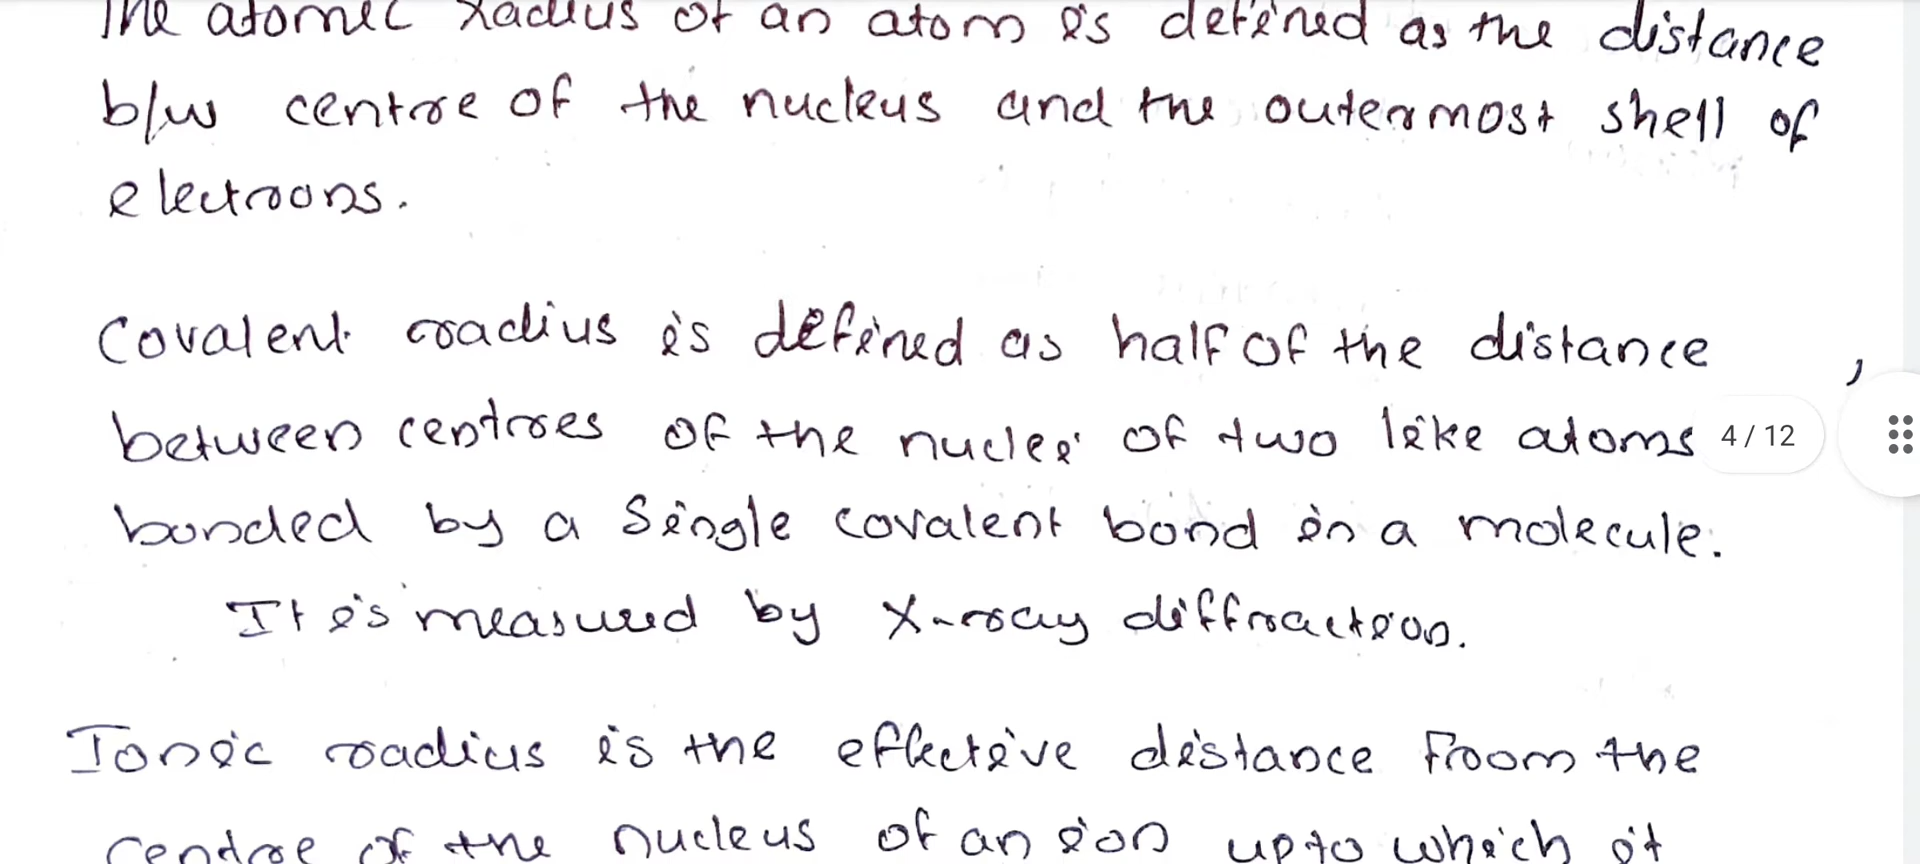 The atomic radius of an atom is defined as the distance
b/w centre of the nucleus and the outermost shell of
electrons.
Covalent radius is defined as half of the distance
between centres of the nuclei of two like atoms
4 / 12
bonded by a single covalent bond in a molecule.
It is measured by X-ray diffraction.
Ionic radius is the effective distance from the
centre of the nucleus of an ion upto which it